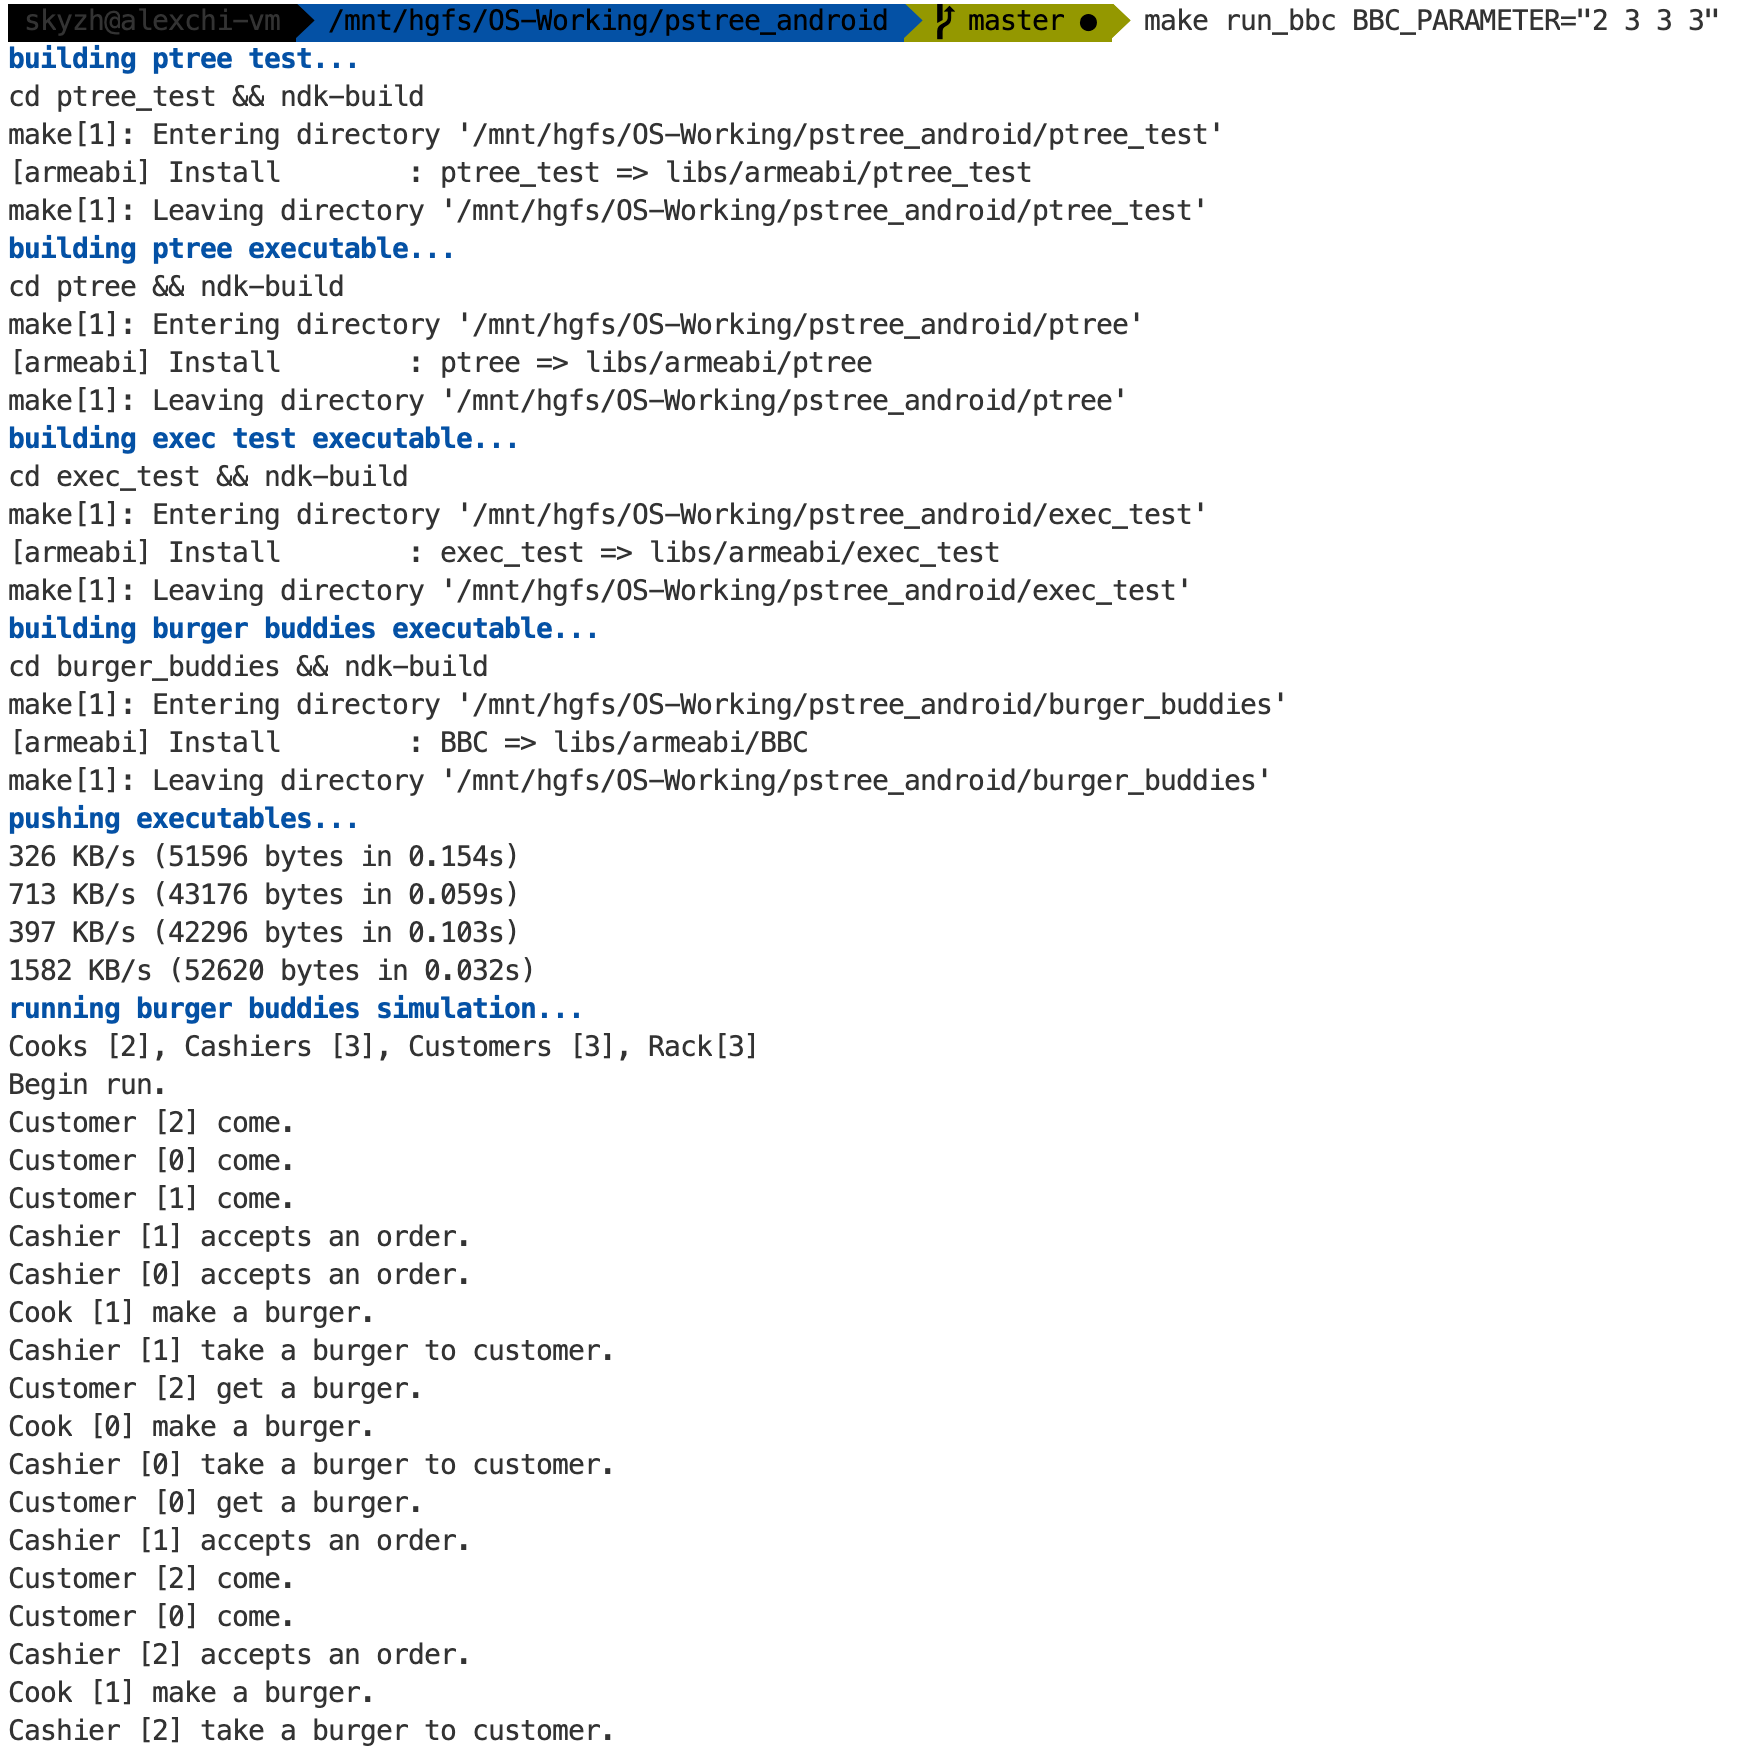 skyzh@alexchi-vm /mnt/hgfs/OS-Working/pstree_android master ● make run_bbc BBC_PARAMETER="2 3 3 3"
building ptree test...
cd ptree_test && ndk-build
make[1]: Entering directory '/mnt/hgfs/OS-Working/pstree_android/ptree_test'
[armeabi] Install        : ptree_test => libs/armeabi/ptree_test
make[1]: Leaving directory '/mnt/hgfs/OS-Working/pstree_android/ptree_test'
building ptree executable...
cd ptree && ndk-build
make[1]: Entering directory '/mnt/hgfs/OS-Working/pstree_android/ptree'
[armeabi] Install        : ptree => libs/armeabi/ptree
make[1]: Leaving directory '/mnt/hgfs/OS-Working/pstree_android/ptree'
building exec test executable...
cd exec_test && ndk-build
make[1]: Entering directory '/mnt/hgfs/OS-Working/pstree_android/exec_test'
[armeabi] Install        : exec_test => libs/armeabi/exec_test
make[1]: Leaving directory '/mnt/hgfs/OS-Working/pstree_android/exec_test'
building burger buddies executable...
cd burger_buddies && ndk-build
make[1]: Entering directory '/mnt/hgfs/OS-Working/pstree_android/burger_buddies'
[armeabi] Install        : BBC => libs/armeabi/BBC
make[1]: Leaving directory '/mnt/hgfs/OS-Working/pstree_android/burger_buddies'
pushing executables...
326 KB/s (51596 bytes in 0.154s)
713 KB/s (43176 bytes in 0.059s)
397 KB/s (42296 bytes in 0.103s)
1582 KB/s (52620 bytes in 0.032s)
running burger buddies simulation...
Cooks [2], Cashiers [3], Customers [3], Rack[3]
Begin run.
Customer [2] come.
Customer [0] come.
Customer [1] come.
Cashier [1] accepts an order.
Cashier [0] accepts an order.
Cook [1] make a burger.
Cashier [1] take a burger to customer.
Customer [2] get a burger.
Cook [0] make a burger.
Cashier [0] take a burger to customer.
Customer [0] get a burger.
Cashier [1] accepts an order.
Customer [2] come.
Customer [0] come.
Cashier [2] accepts an order.
Cook [1] make a burger.
Cashier [2] take a burger to customer.